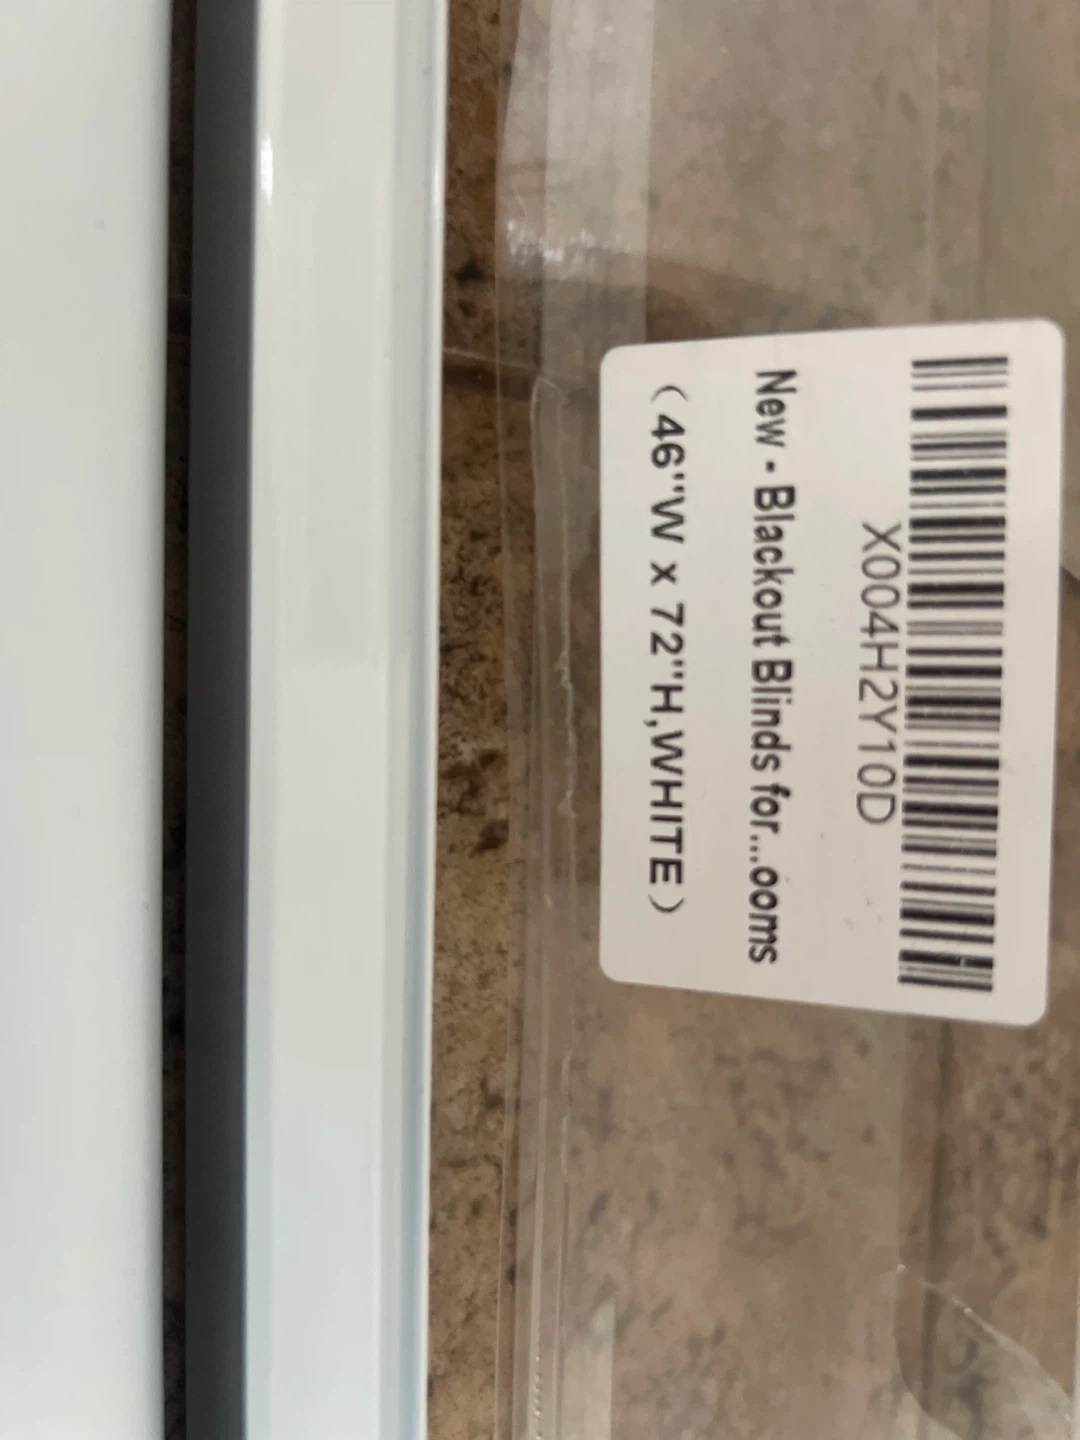 X004H2Y10D
New - Blackout Blinds for...ooms
（46"W x 72"H,WHITE）